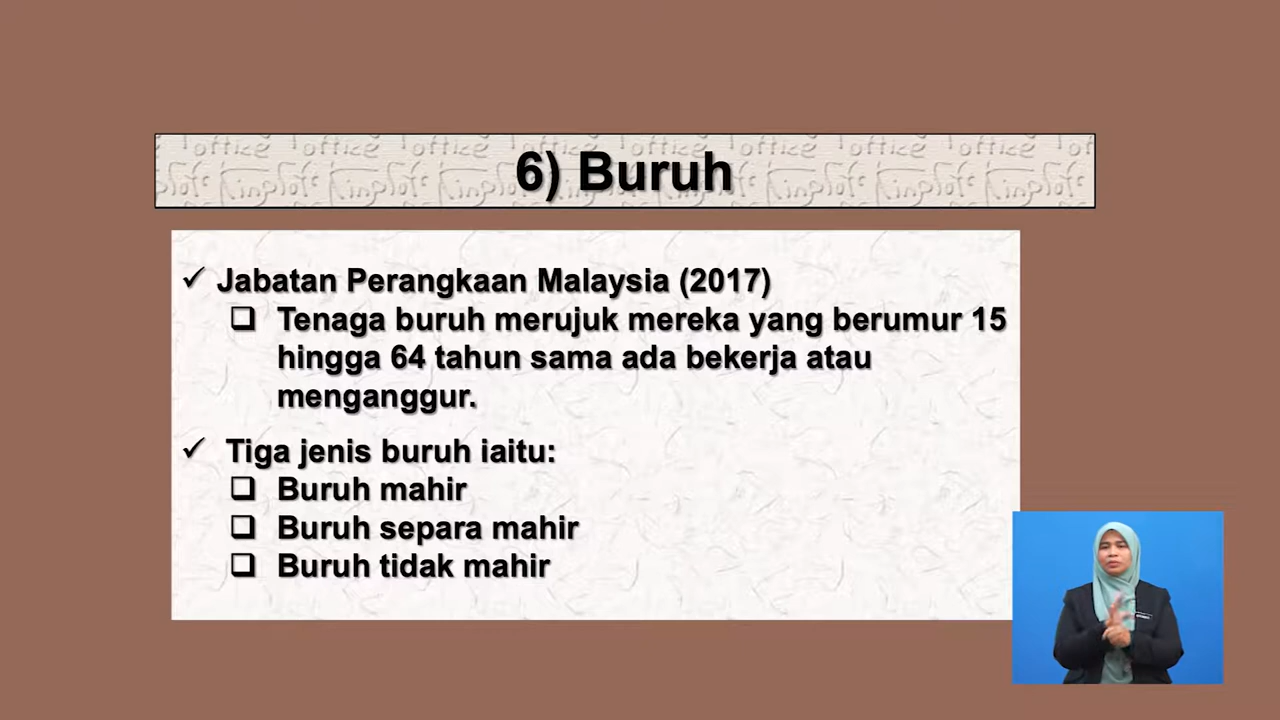 6) Buruh
✓ Jabatan Perangkaan Malaysia (2017)
❑ Tenaga buruh merujuk mereka yang berumur 15
hingga 64 tahun sama ada bekerja atau
menganggur.
✓ Tiga jenis buruh iaitu:
❑ Buruh mahir
❑ Buruh separa mahir
❑ Buruh tidak mahir